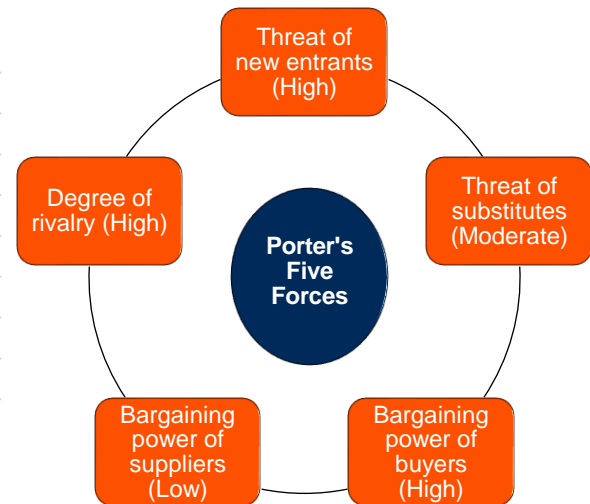 Threat of
new entrants
(High)
Degree of
rivalry (High)
Threat of
substitutes
(Moderate)
Porter's
Five
Forces
Bargaining
power of
suppliers
(Low)
Bargaining
power of
buyers
(High)